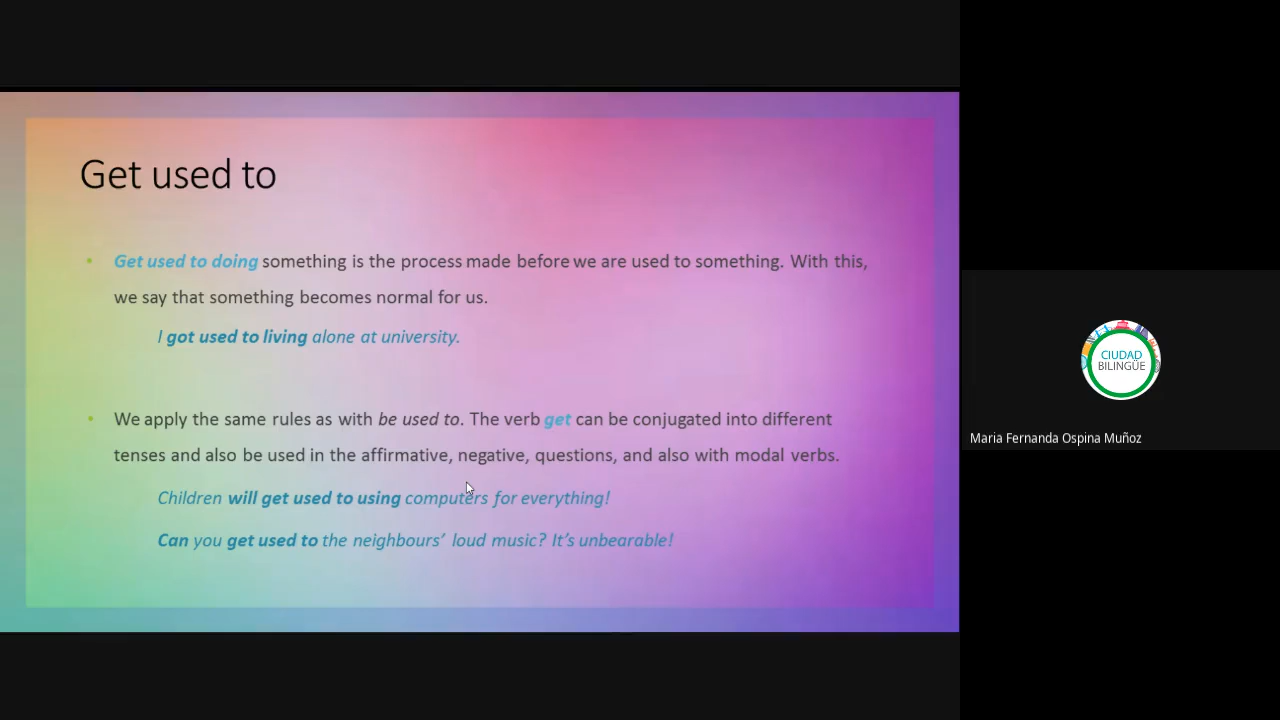 Get used to
Get used to doing something is the process made before we are used to something. With this,
we say that something becomes normal for us.
I got used to living alone at university.
We apply the same rules as with be used to. The verb get can be conjugated into different
tenses and also be used in the affirmative, negative, questions, and also with modal verbs.
Children will get used to using computers for everything!
Can you get used to the neighbours’ loud music? It’s unbearable!
CIUDAD
BILINGÜE
Maria Fernanda Ospina Muñoz